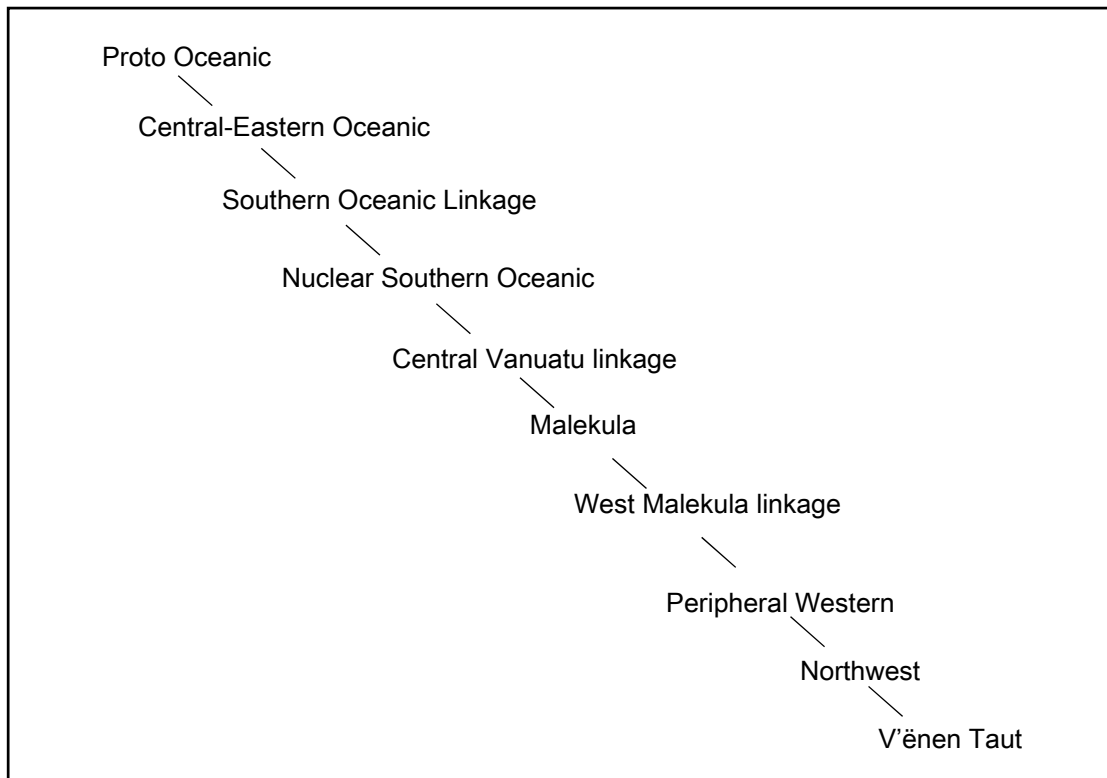 Proto Oceanic
Central-Eastern Oceanic
Southern Oceanic Linkage
Nuclear Southern Oceanic
Central Vanuatu linkage
Malekula
West Malekula linkage
Peripheral Western
Northwest
V’ënen Taut